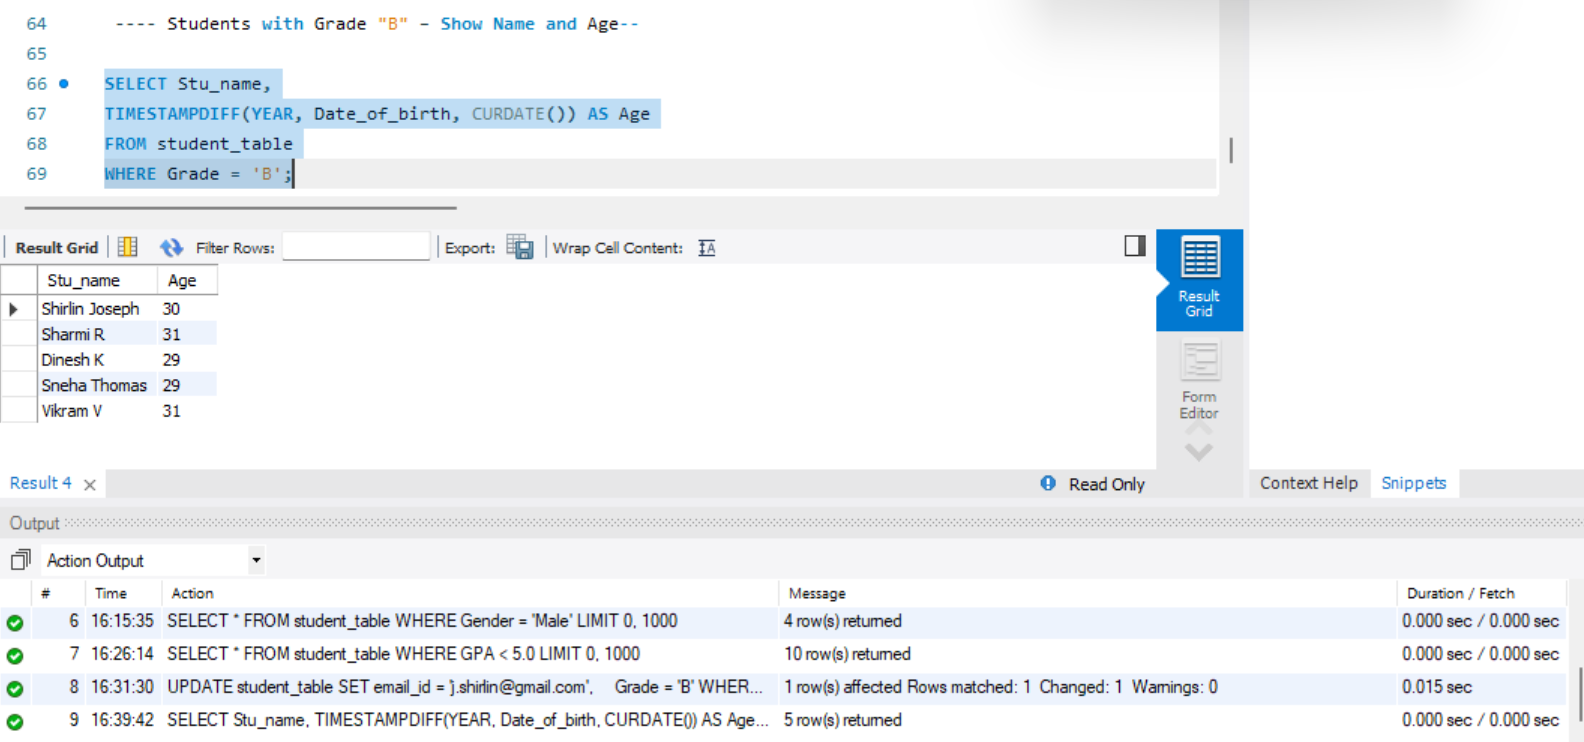 64 ---- Students with Grade "B" – Show Name and Age--
65
66 SELECT Stu_name,
67 TIMESTAMPDIFF(YEAR, Date_of_birth, CURDATE()) AS Age
68 FROM student_table
69 WHERE Grade = 'B';
Result Grid Filter Rows: Export: Wrap Cell Content:
Stu_name Age
Shirlin Joseph 30
Sharmi R 31
Dinesh K 29
Sneha Thomas 29
Vikram V 31
Result Grid
Form Editor
Result 4 Read Only Context Help Snippets
Output
Action Output
# Time Action Message Duration / Fetch
6 16:15:35 SELECT * FROM student_table WHERE Gender = 'Male' LIMIT 0, 1000 4 row(s) returned 0.000 sec / 0.000 sec
7 16:26:14 SELECT * FROM student_table WHERE GPA < 5.0 LIMIT 0, 1000 10 row(s) returned 0.000 sec / 0.000 sec
8 16:31:30 UPDATE student_table SET email_id = 'j.shirlin@gmail.com', Grade = 'B' WHER... 1 row(s) affected Rows matched: 1 Changed: 1 Warnings: 0 0.015 sec
9 16:39:42 SELECT Stu_name, TIMESTAMPDIFF(YEAR, Date_of_birth, CURDATE()) AS Age... 5 row(s) returned 0.000 sec / 0.000 sec